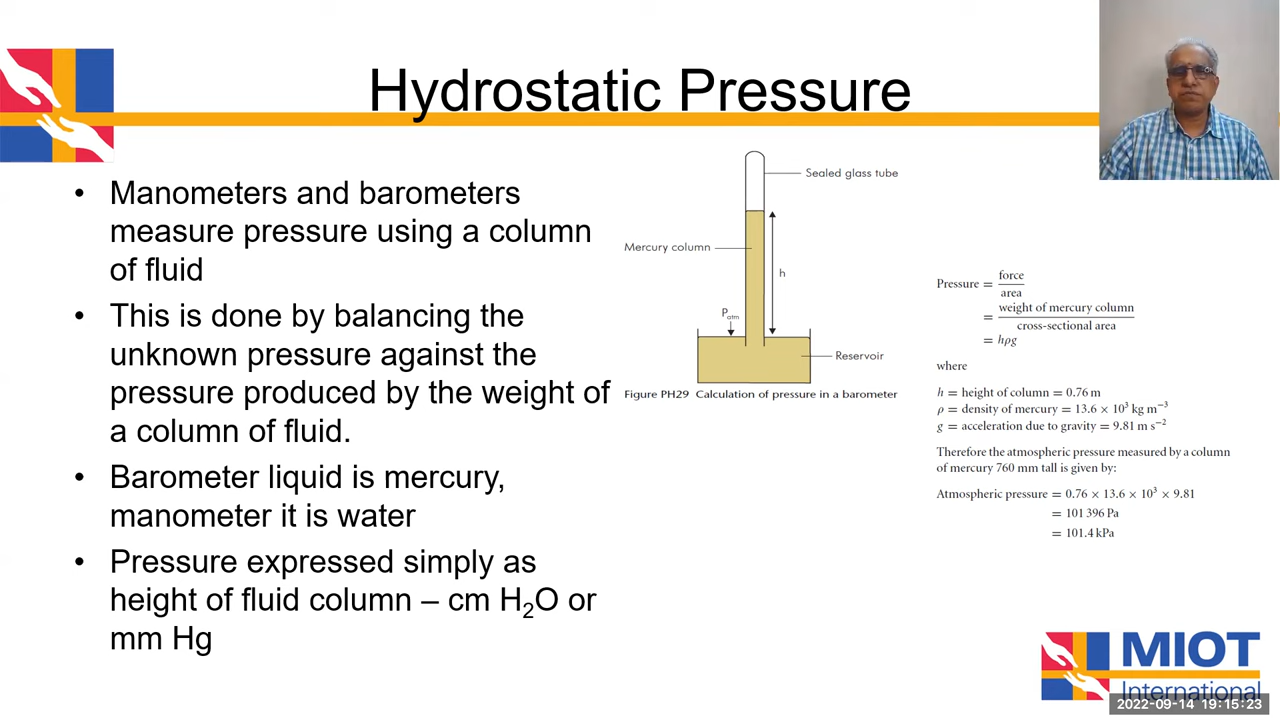 Hydrostatic Pressure
• Manometers and barometers
measure pressure using a column
of fluid
• This is done by balancing the
unknown pressure against the
pressure produced by the weight of
a column of fluid.
• Barometer liquid is mercury,
manometer it is water
• Pressure expressed simply as
height of fluid column – cm H₂O or
mm Hg
Sealed glass tube
Mercury column
h
Patm
Reservoir
Figure PH29 Calculation of pressure in a barometer
Pressure = force / area
= weight of mercury column / cross-sectional area
= hρg
where
h = height of column = 0.76 m
ρ = density of mercury = 13.6 × 10³ kg m⁻³
g = acceleration due to gravity = 9.81 m s⁻²
Therefore the atmospheric pressure measured by a column
of mercury 760 mm tall is given by:
Atmospheric pressure = 0.76 × 13.6 × 10³ × 9.81
= 101 396 Pa
= 101.4 kPa
MIOT
International
2022-09-14 19:15:23